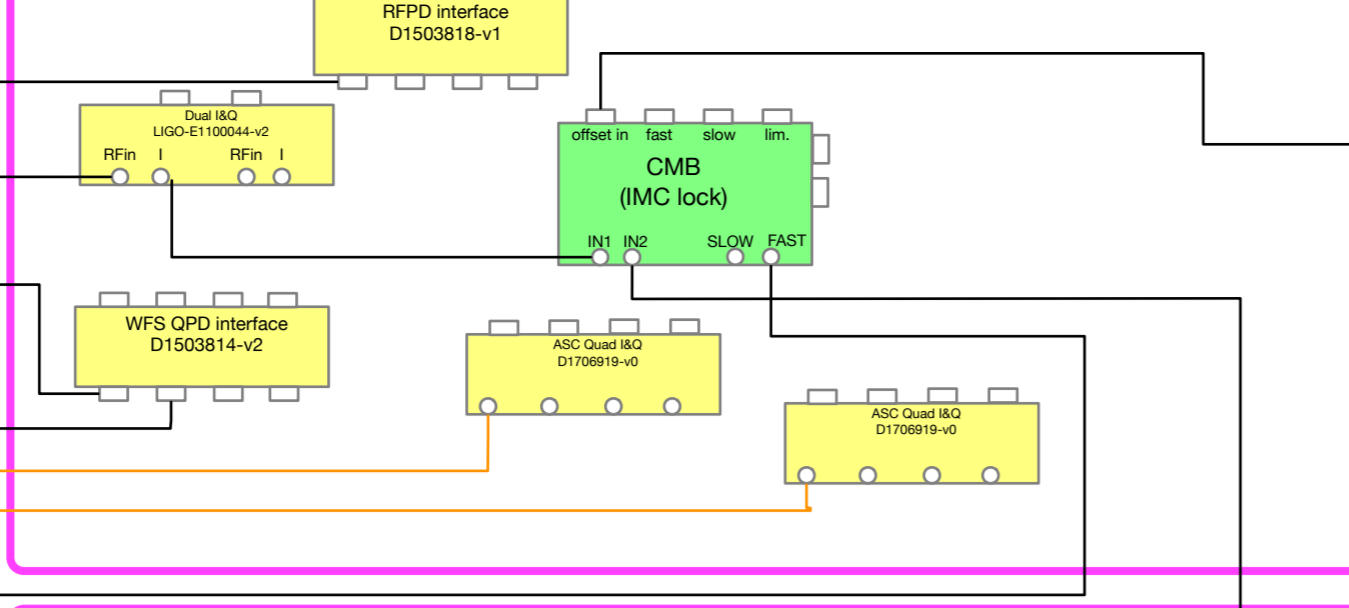 RFPD interface
D1503818-v1
Dual I&Q
LIGO-E1100044-v2
RFin I RFin I
offset in fast slow lim.
CMB
(IMC lock)
IN1 IN2 SLOW FAST
WFS QPD interface
D1503814-v2
ASC Quad I&Q
D1706919-v0
ASC Quad I&Q
D1706919-v0